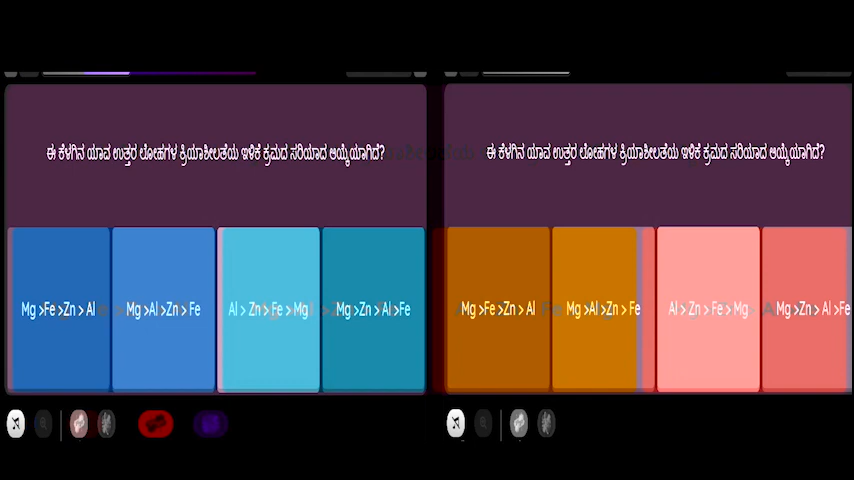 ಈ ಕೆಳಗಿನ ಯಾವ ಉತ್ತರ ಲೋಹಗಳ ಕ್ರಿಯಾಶೀಲತೆಯ ಇಳಿಕೆ ಕ್ರಮದ ಸರಿಯಾದ ಆಯ್ಕೆಯಾಗಿದೆ?
Mg >Fe >Zn > Al
Mg >Al >Zn > Fe
Al > Zn > Fe > Mg
Mg >Zn > Al >Fe
ಈ ಕೆಳಗಿನ ಯಾವ ಉತ್ತರ ಲೋಹಗಳ ಕ್ರಿಯಾಶೀಲತೆಯ ಇಳಿಕೆ ಕ್ರಮದ ಸರಿಯಾದ ಆಯ್ಕೆಯಾಗಿದೆ?
Mg >Fe >Zn > Al
Mg >Al >Zn > Fe
Al > Zn > Fe > Mg
Mg >Zn > Al >Fe